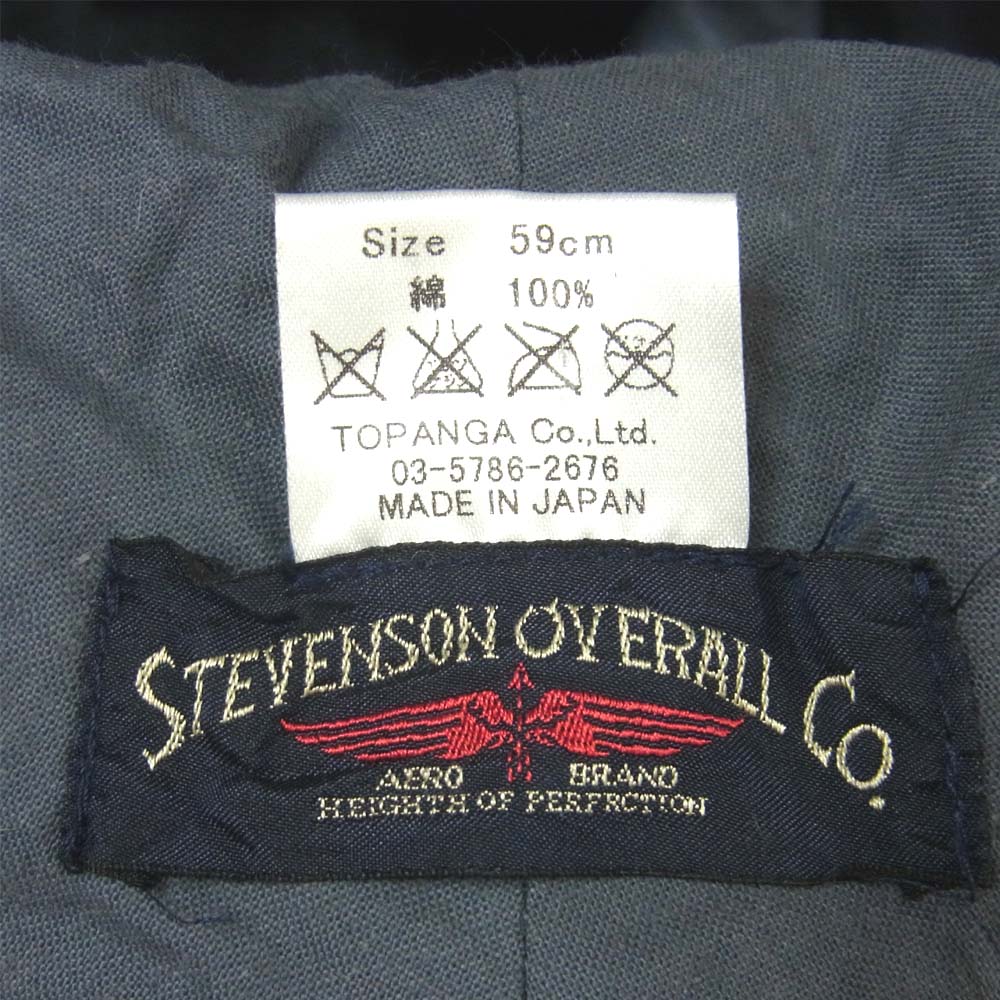 Size 59cm
綿 100%
TOPANGA Co.,Ltd.
03-5786-2676
MADE IN JAPAN
STEVENSON OVERALL CO.
AERO BRAND
HEIGHTH OF PERFRCTION